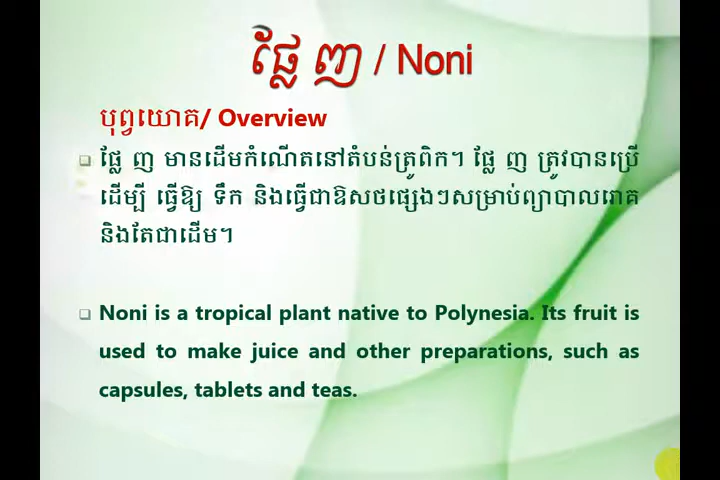 ផ្លែ ញ / Noni
បុព្វយោគ/ Overview
ផ្លែ ញ មានដើមកំណើតនៅតំបន់ត្រូពិក។ ផ្លែ ញ ត្រូវបានប្រើ
ដើម្បី ធ្វើឱ្យ ទឹក និងធ្វើជាឱសថផ្សេងៗសម្រាប់ព្យាបាលរោគ
និងតែជាដើម។
Noni is a tropical plant native to Polynesia. Its fruit is
used to make juice and other preparations, such as
capsules, tablets and teas.